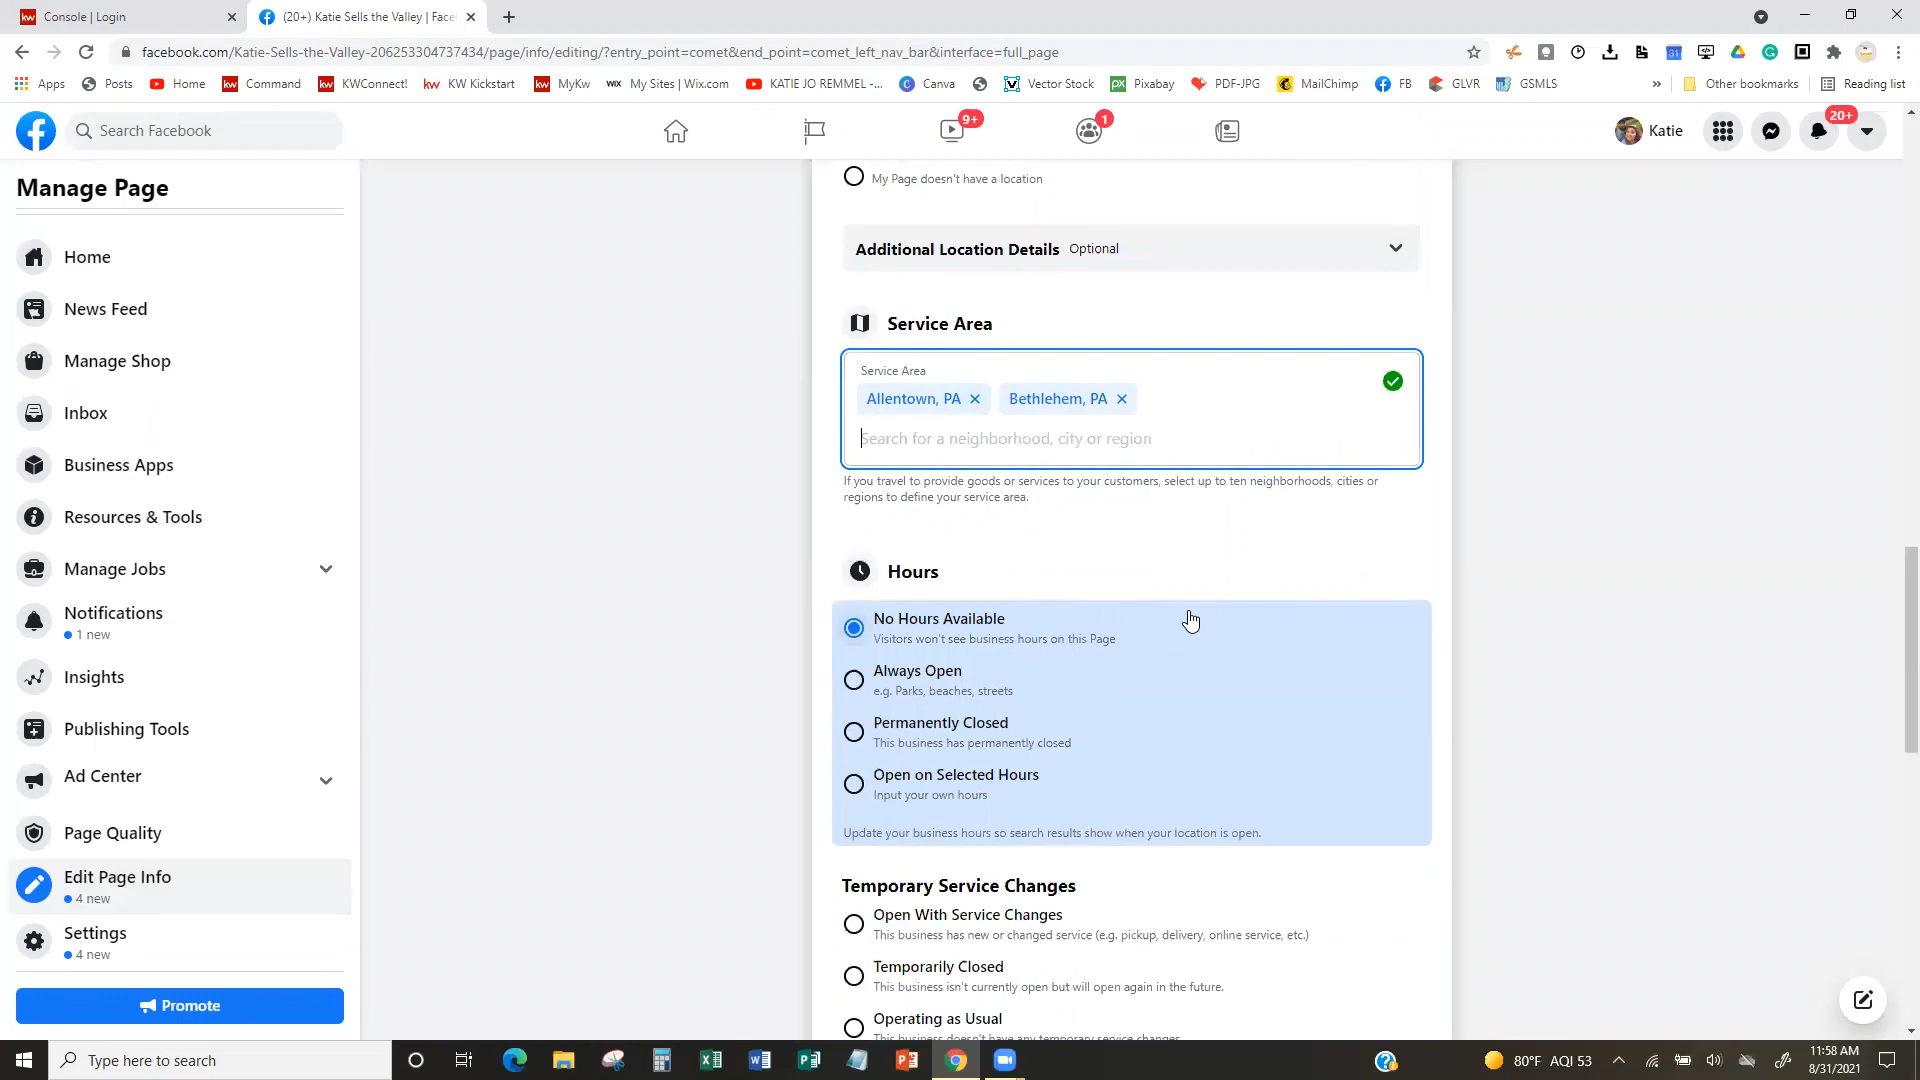 Console | Login
(20+) Katie Sells the Valley | Face
facebook.com/Katie-Sells-the-Valley-206253304737434/page/info/editing/?entry_point=comet&end_point=comet_left_nav_bar&interface=full_page
Apps Posts Home Command KWConnect! KW Kickstart MyKw My Sites | Wix.com KATIE JO REMMEL -... Canva Vector Stock Pixabay PDF-JPG MailChimp FB GLVR GSMLS » Other bookmarks Reading list
Search Facebook
9+
1
Katie
20+
Manage Page
Home
News Feed
Manage Shop
Inbox
Business Apps
Resources & Tools
Manage Jobs
Notifications
1 new
Insights
Publishing Tools
Ad Center
Page Quality
Edit Page Info
4 new
Settings
4 new
Promote
My Page doesn't have a location
Additional Location Details Optional
Service Area
Service Area
Allentown, PA Bethlehem, PA
Search for a neighborhood, city or region
If you travel to provide goods or services to your customers, select up to ten neighborhoods, cities or
regions to define your service area.
Hours
No Hours Available
Visitors won't see business hours on this Page
Always Open
e.g. Parks, beaches, streets
Permanently Closed
This business has permanently closed
Open on Selected Hours
Input your own hours
Update your business hours so search results show when your location is open.
Temporary Service Changes
Open With Service Changes
This business has new or changed service (e.g. pickup, delivery, online service, etc.)
Temporarily Closed
This business isn't currently open but will open again in the future.
Operating as Usual
This business doesn't have any temporary service changes.
Type here to search
80°F AQI 53
11:58 AM
8/31/2021